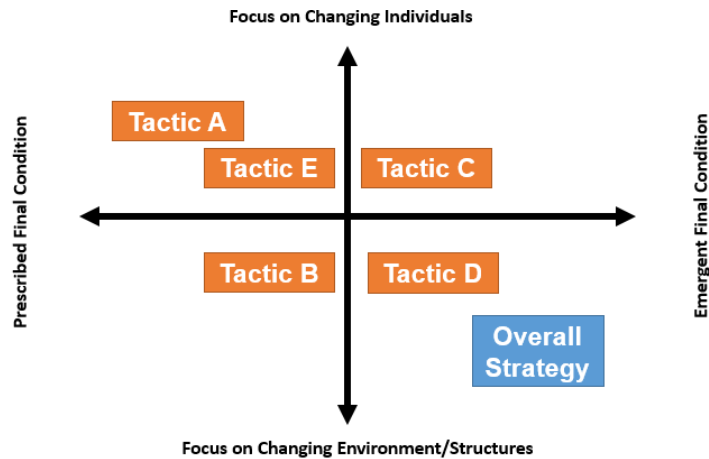 Focus on Changing Individuals
Prescribed Final Condition
Tactic A
Tactic E
Tactic C
Emergent Final Condition
Tactic B
Tactic D
Overall
Strategy
Focus on Changing Environment/Structures